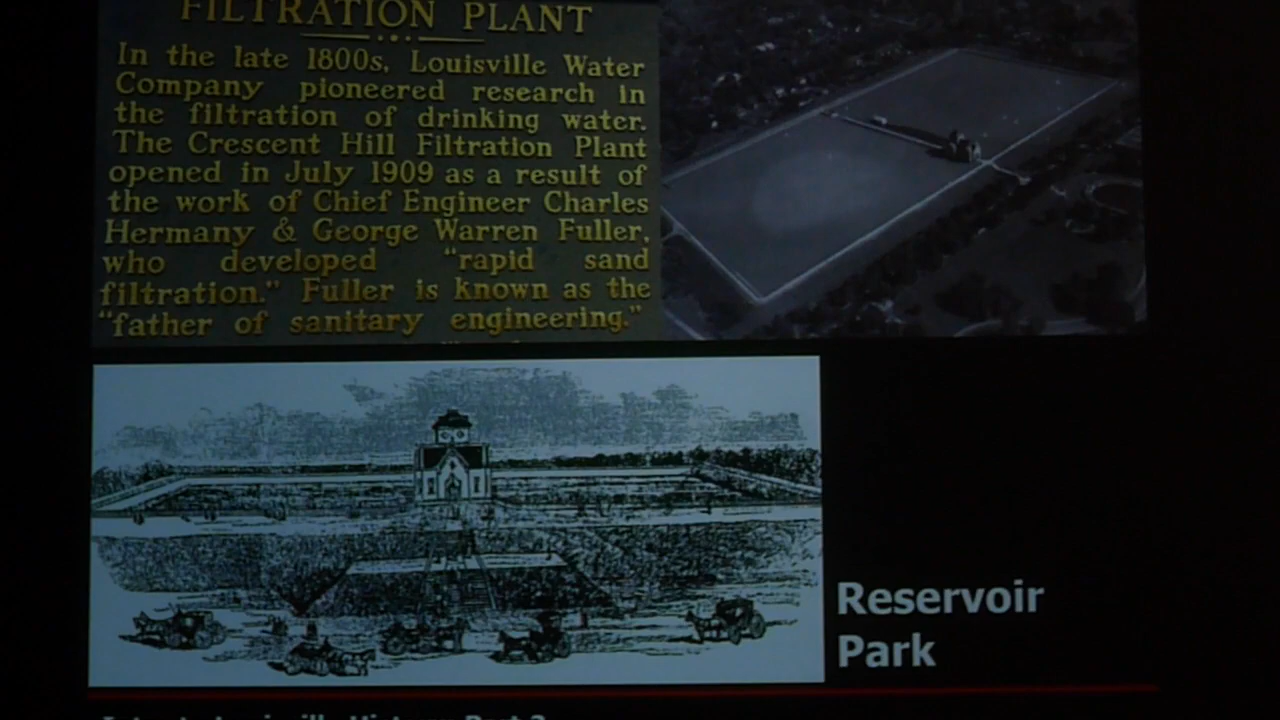 FILTRATION PLANT
In the late 1800s, Louisville Water
Company pioneered research in
the filtration of drinking water.
The Crescent Hill Filtration Plant
opened in July 1909 as a result of
the work of Chief Engineer Charles
Hermany & George Warren Fuller,
who developed "rapid sand
filtration." Fuller is known as the
"father of sanitary engineering."
Reservoir
Park